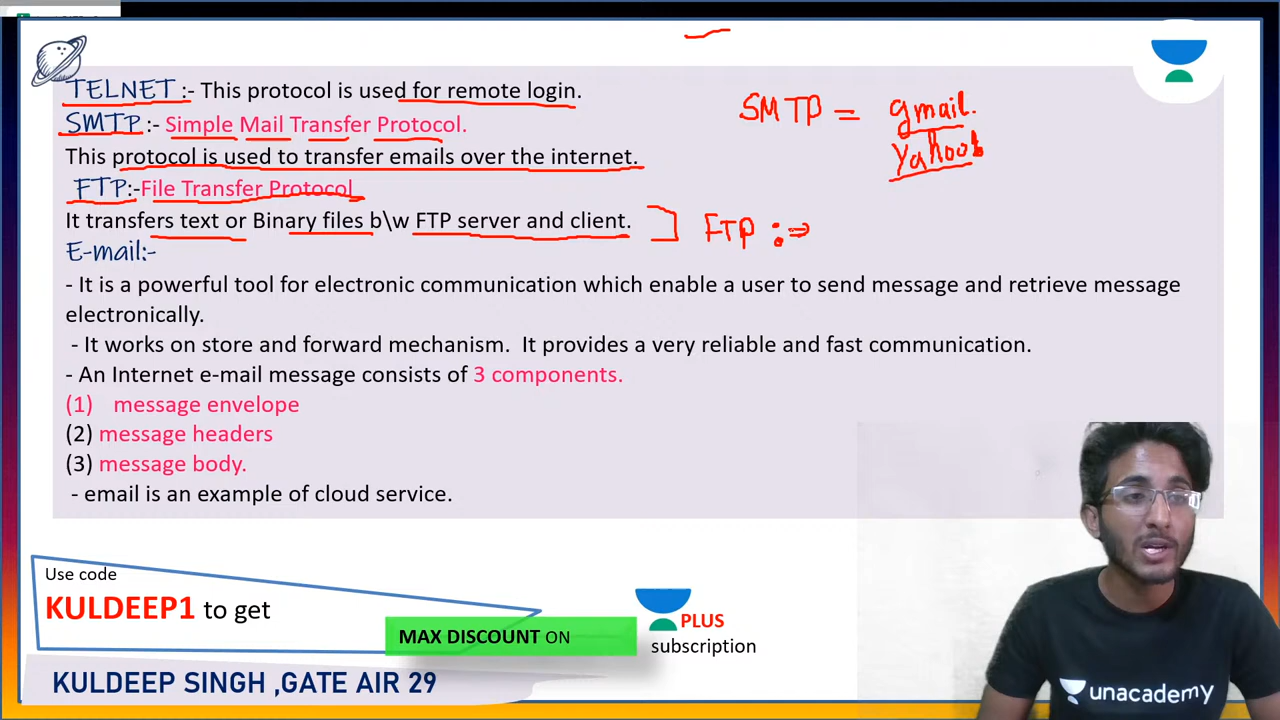 TELNET :- This protocol is used for remote login.
SMTP :- Simple Mail Transfer Protocol.
This protocol is used to transfer emails over the internet.
FTP:-File Transfer Protocol
It transfers text or Binary files b\w FTP server and client.
SMTP = gmail.
Yahoo
FTP :⇒
E-mail:-
- It is a powerful tool for electronic communication which enable a user to send message and retrieve message
electronically.
- It works on store and forward mechanism. It provides a very reliable and fast communication.
- An Internet e-mail message consists of 3 components.
(1) message envelope
(2) message headers
(3) message body.
- email is an example of cloud service.
Use code
KULDEEP1 to get
MAX DISCOUNT ON
PLUS
subscription
KULDEEP SINGH ,GATE AIR 29
unacademy